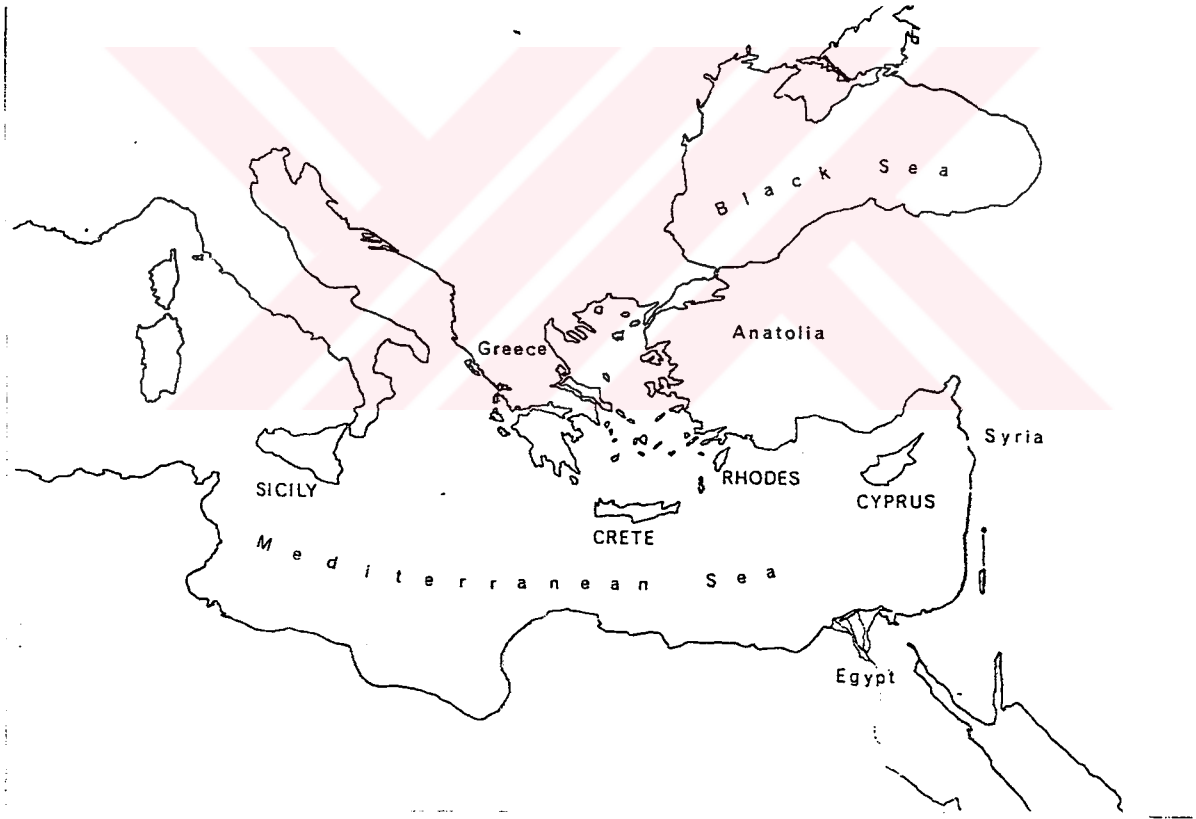 Black Sea
Anatolia
Greece
Syria
RHODES
SICILY
CYPRUS
CRETE
Mediterranean Sea
Egypt